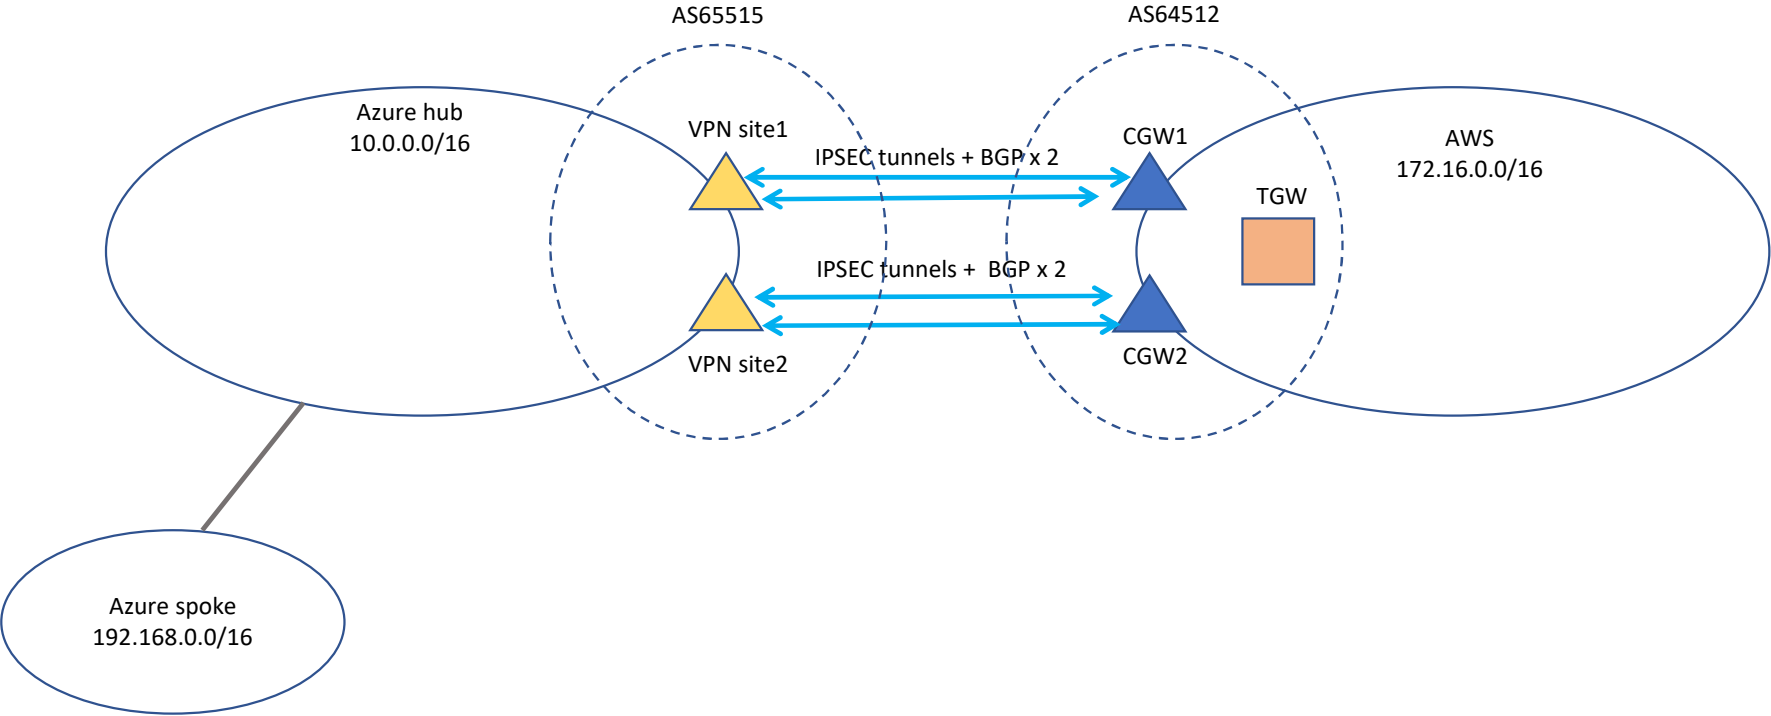 AS65515
AS64512
Azure hub
10.0.0.0/16
VPN site1
IPSEC tunnels + BGP x 2
CGW1
AWS
172.16.0.0/16
TGW
IPSEC tunnels +  BGP x 2
VPN site2
CGW2
Azure spoke
192.168.0.0/16